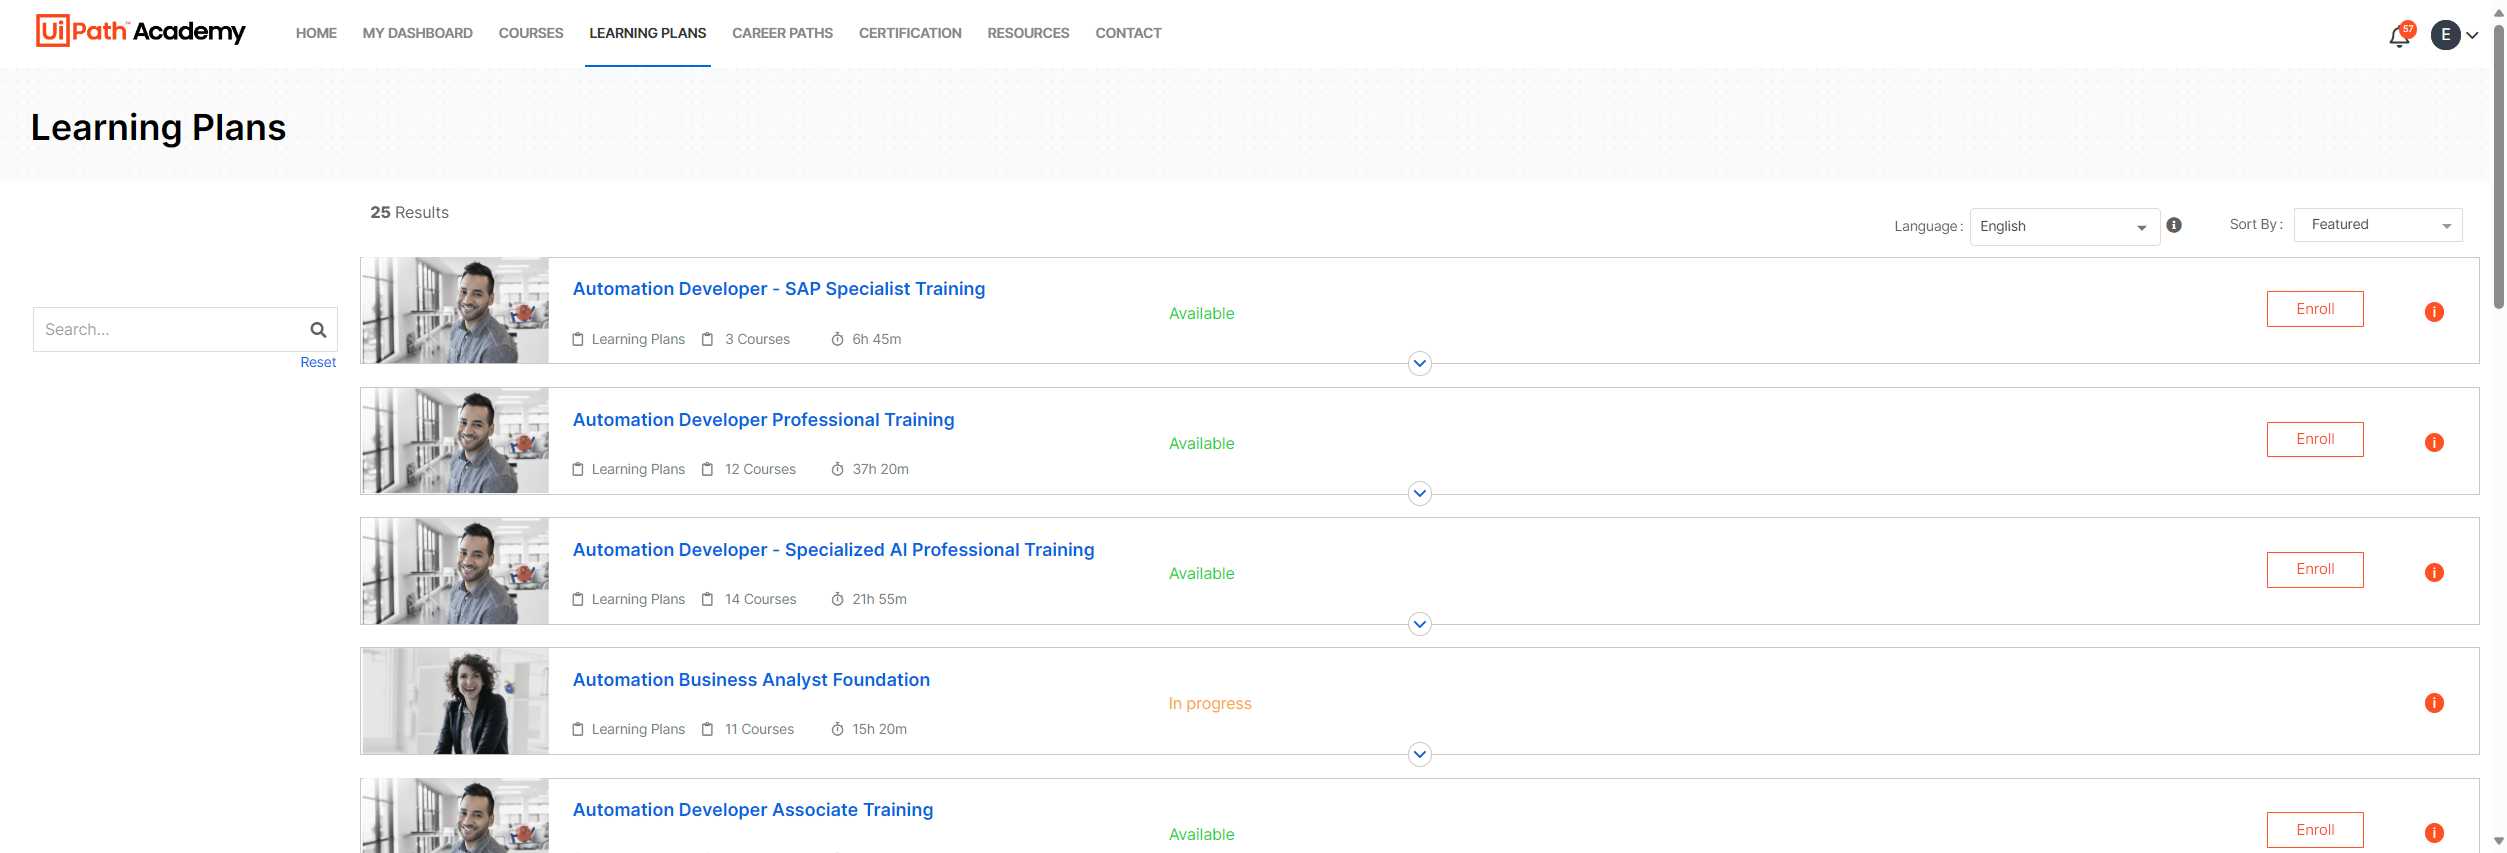 UiPath™ Academy
HOME MY DASHBOARD COURSES LEARNING PLANS CAREER PATHS CERTIFICATION RESOURCES CONTACT
57
E
Learning Plans
25 Results
Language : English
Sort By : Featured
Search...
Reset
Automation Developer - SAP Specialist Training
Learning Plans 3 Courses 6h 45m
Available
Enroll
Automation Developer Professional Training
Learning Plans 12 Courses 37h 20m
Available
Enroll
Automation Developer - Specialized AI Professional Training
Learning Plans 14 Courses 21h 55m
Available
Enroll
Automation Business Analyst Foundation
Learning Plans 11 Courses 15h 20m
In progress
Automation Developer Associate Training
Available
Enroll